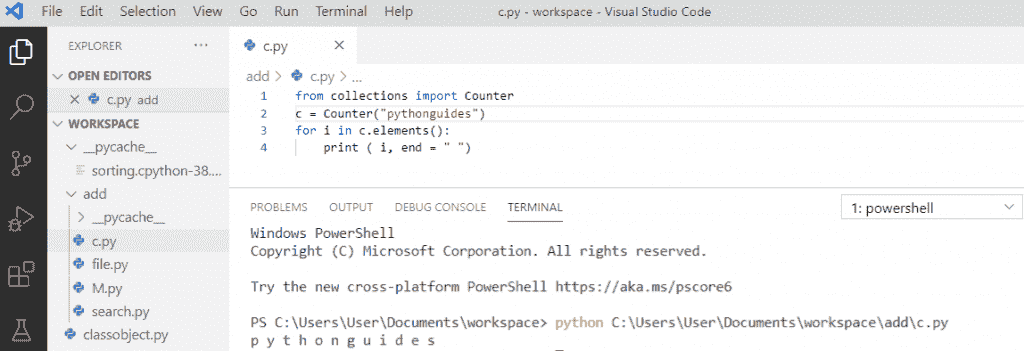 File Edit Selection View Go Run Terminal Help c.py - workspace - Visual Studio Code
EXPLORER ...
OPEN EDITORS
c.py add
WORKSPACE
__pycache__
sorting.cpython-38....
add
__pycache__
c.py
file.py
M.py
search.py
classobject.py
c.py
add > c.py > ...
1 from collections import Counter
2 c = Counter("pythonguides")
3 for i in c.elements():
4 print ( i, end = " ")
PROBLEMS OUTPUT DEBUG CONSOLE TERMINAL 1: powershell
Windows PowerShell
Copyright (C) Microsoft Corporation. All rights reserved.
Try the new cross-platform PowerShell https://aka.ms/pscore6
PS C:\Users\User\Documents\workspace> python C:\Users\User\Documents\workspace\add\c.py
p y t h o n g u i d e s